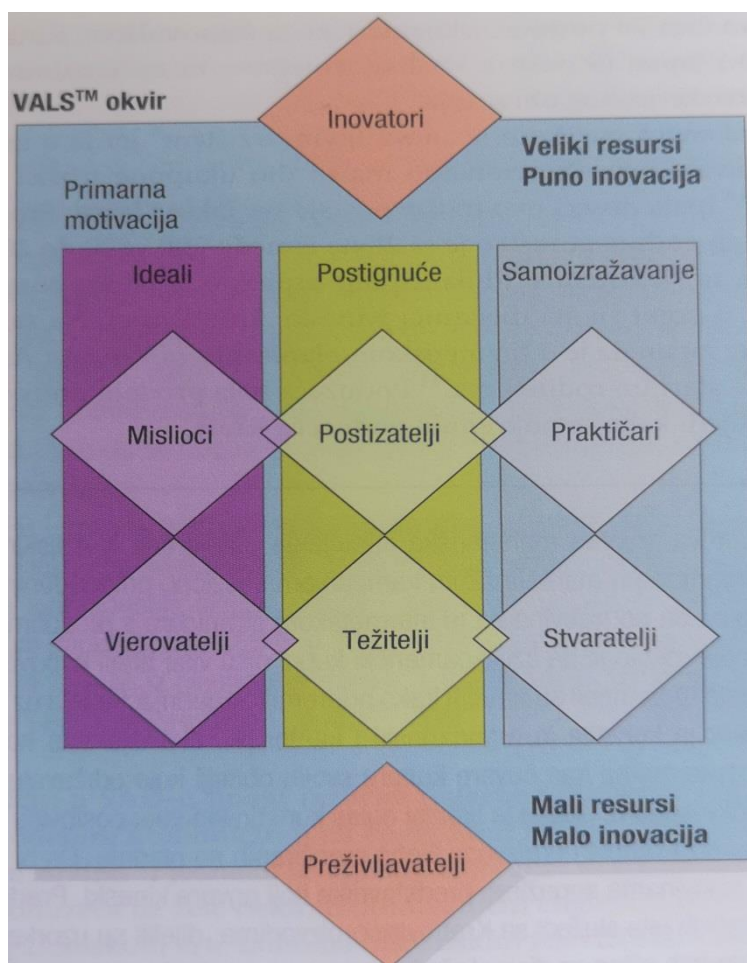 VALS™ okvir
Inovatori
Veliki resursi
Puno inovacija
Primarna
motivacija
Ideali
Postignuće
Samoizražavanje
Mislioci
Postizatelji
Praktičari
Vjerovatelji
Težitelji
Stvaratelji
Mali resursi
Malo inovacija
Preživljavatelji